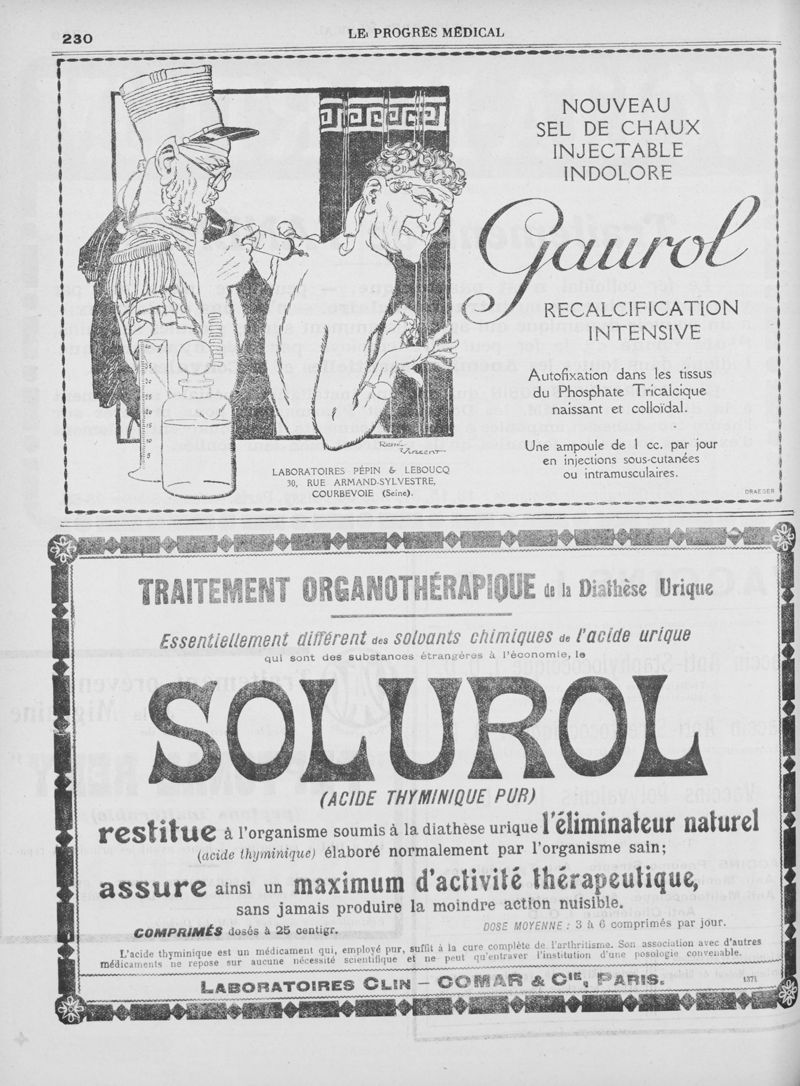 230
LE PROGRÈS MÉDICAL
NOUVEAU
SEL DE CHAUX
INJECTABLE
INDOLORE
Gaurol
RECALCIFICATION
INTENSIVE
Autofixation dans les tissus
du Phosphate Tricalcique
naissant et colloïdal.
Une ampoule de 1 cc. par jour
en injections sous-cutanées
ou intramusculaires.
DRAEGER
René
Vincent
LABORATOIRES PÉPIN & LEBOUCQ
30, RUE ARMAND-SYLVESTRE,
COURBEVOIE (Seine).
TRAITEMENT ORGANOTHÉRAPIQUE de la Diathèse Urique
Essentiellement différent des solvants chimiques de l'acide urique
qui sont des substances étrangères à l'économie, le
SOLUROL
(ACIDE THYMINIQUE PUR)
restitue à l'organisme soumis à la diathèse urique l'éliminateur naturel
(acide thyminique) élaboré normalement par l'organisme sain;
assure ainsi un maximum d'activité thérapeutique,
sans jamais produire la moindre action nuisible.
COMPRIMÉS dosés à 25 centigr. DOSE MOYENNE : 3 à 6 comprimés par jour.
L'acide thyminique est un médicament qui, employé pur, suffit à la cure complète de l'arthritisme. Son association avec d'autres
médicaments ne repose sur aucune nécessité scientifique et ne peut qu'entraver l'institution d'une posologie convenable.
LABORATOIRES CLIN – COMAR & CIE, PARIS. 1371